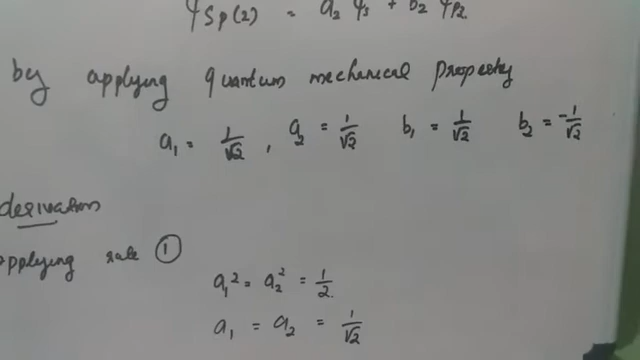 ψSp(2) = a₂ ψs + b₂ ψp₂.
by applying quantum mechanical property
a₁ = 1/√2, a₂ = 1/√2 b₁ = 1/√2 b₂ = -1/√2
derivation
applying rule ①
a₁² = a₂² = 1/2.
a₁ = a₂ = 1/√2